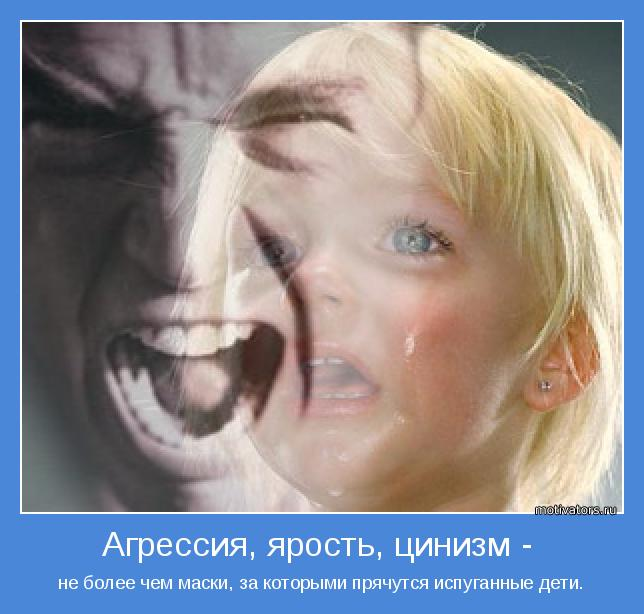 motivators.ru
Агрессия, ярость, цинизм -
не более чем маски, за которыми прячутся испуганные дети.